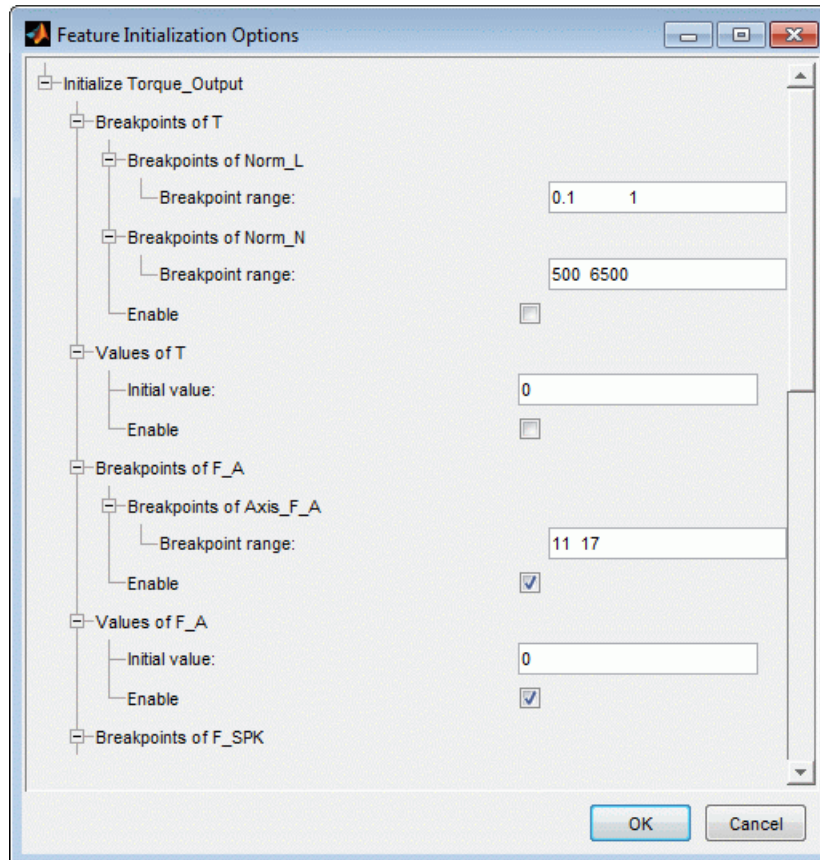 Feature Initialization Options
Initialize Torque_Output
Breakpoints of T
Breakpoints of Norm_L
Breakpoint range: 0.1 1
Breakpoints of Norm_N
Breakpoint range: 500 6500
Enable
Values of T
Initial value: 0
Enable
Breakpoints of F_A
Breakpoints of Axis_F_A
Breakpoint range: 11 17
Enable
Values of F_A
Initial value: 0
Enable
Breakpoints of F_SPK
OK Cancel